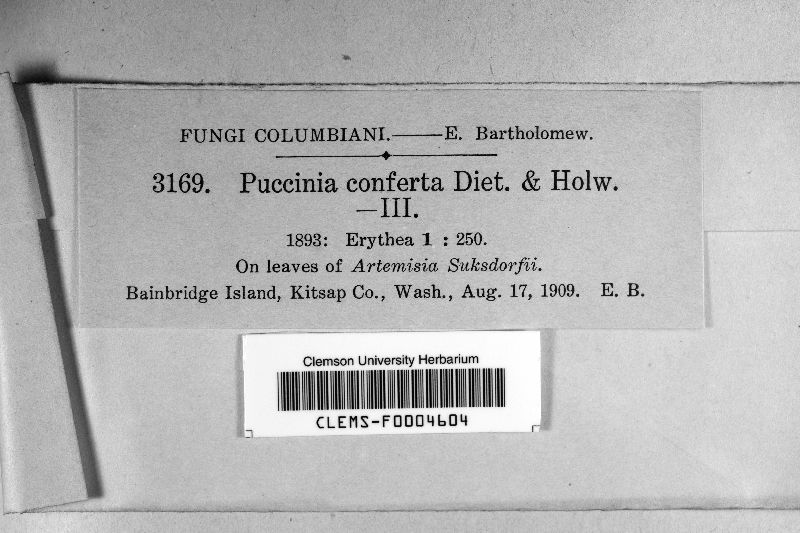 FUNGI COLUMBIANI.——E. Bartholomew.
3169. Puccinia conferta Diet. & Holw.
—III.
1893: Erythea 1 : 250.
On leaves of Artemisia Suksdorfii.
Bainbridge Island, Kitsap Co., Wash., Aug. 17, 1909. E. B.
Clemson University Herbarium
CLEMS-F0004604